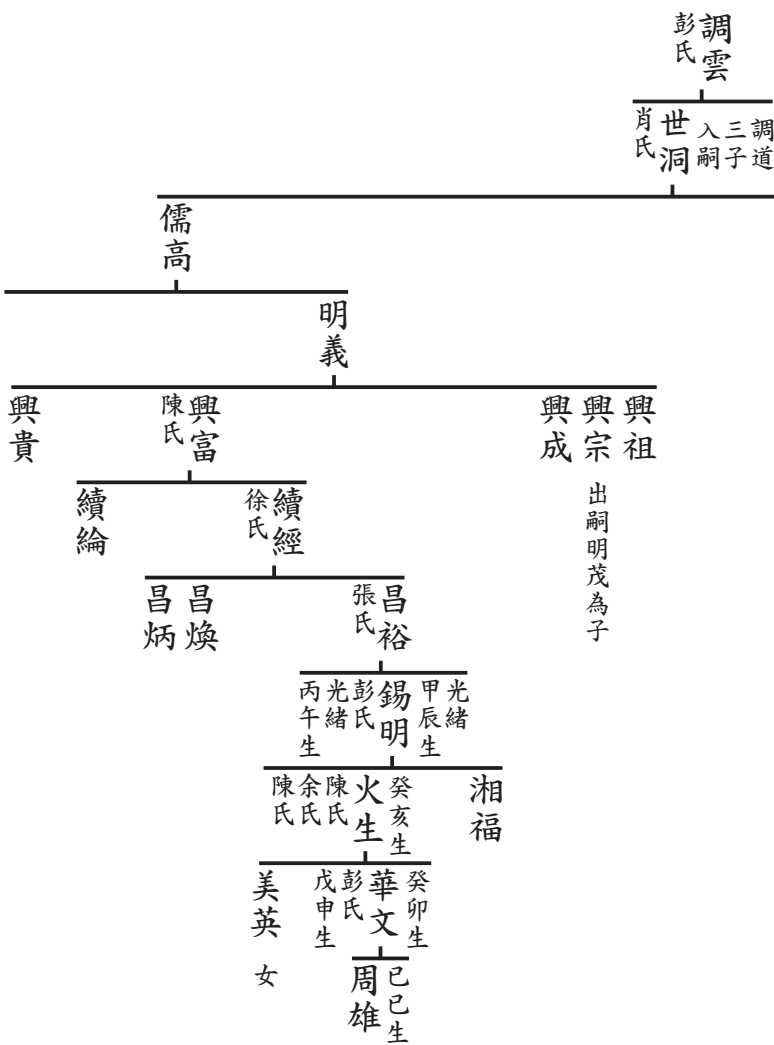 調雲
彭氏
調道
三子
入嗣
世洞
肖氏
儒高
明義
興祖
興宗
出嗣明茂為子
興成
興富
陳氏
興貴
續經
徐氏
續綸
昌裕
張氏
昌煥
昌炳
光緒
甲辰生
錫明
彭氏
光緒
丙午生
湘福
癸亥生
火生
陳氏
余氏
陳氏
癸卯生
華文
彭氏
戊申生
美英
女
己巳生
周雄